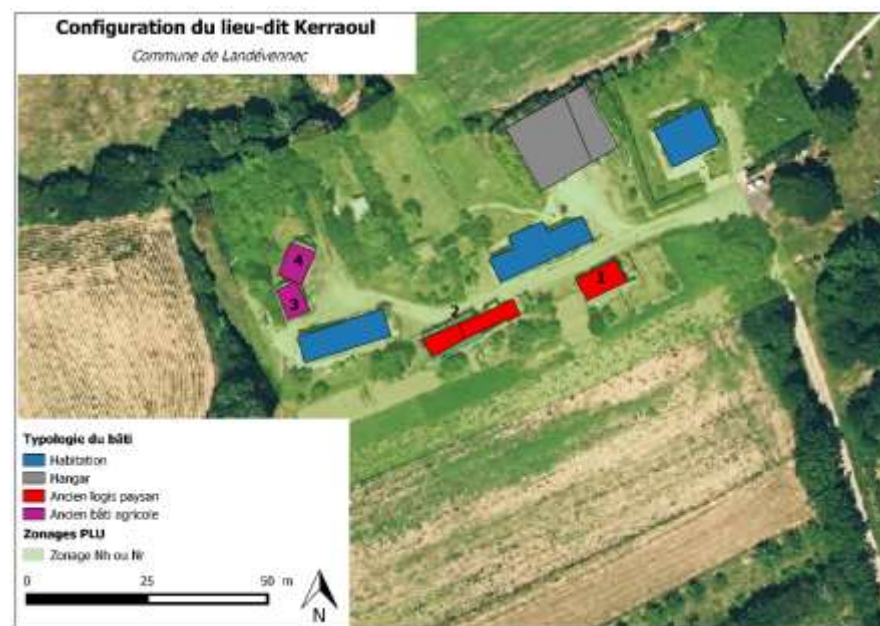 Configuration du lieu-dit Kerraoul
Commune de Landévennec
4
3
2
1
Typologie du bâti
Habitation
Hangar
Ancien logis paysan
Ancien bâti agricole
Zonages PLU
Zonage Nh ou Nr
0 25 50 m
N